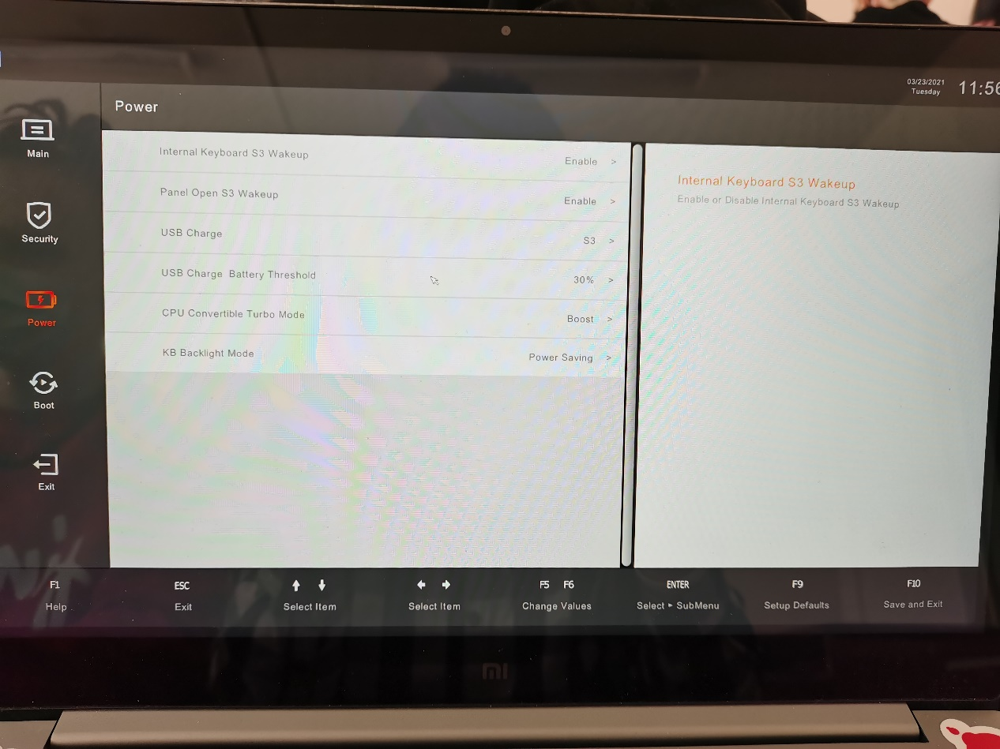 03/23/2021
Tuesday
11:56
Power
Main
Security
Power
Boot
Exit
Internal Keyboard S3 Wakeup
Enable >
Panel Open S3 Wakeup
Enable >
USB Charge
S3 >
USB Charge Battery Threshold
30% >
CPU Convertible Turbo Mode
Boost >
KB Backlight Mode
Power Saving >
Internal Keyboard S3 Wakeup
Enable or Disable Internal Keyboard S3 Wakeup
F1
Help
ESC
Exit
Select Item
Select Item
F5 F6
Change Values
ENTER
Select ▸ SubMenu
F9
Setup Defaults
F10
Save and Exit
mi